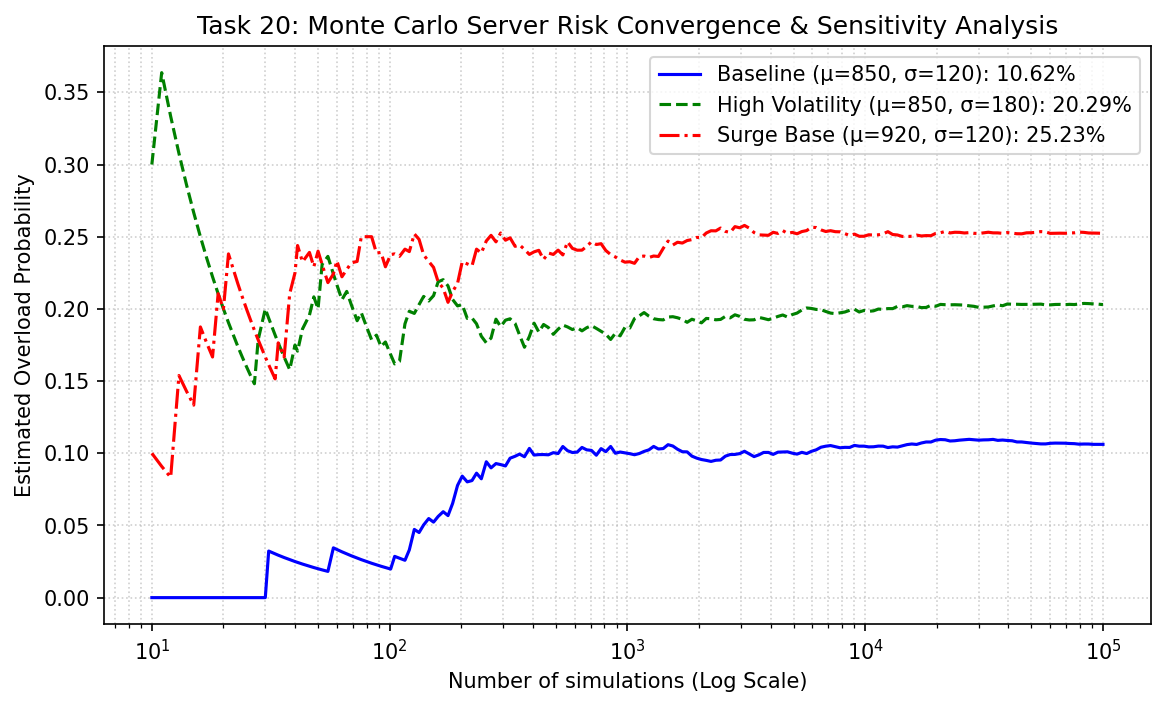 Task 20: Monte Carlo Server Risk Convergence & Sensitivity Analysis
Baseline (μ=850, σ=120): 10.62%
High Volatility (μ=850, σ=180): 20.29%
Surge Base (μ=920, σ=120): 25.23%
Estimated Overload Probability
0.35
0.30
0.25
0.20
0.15
0.10
0.05
0.00
10¹ 10² 10³ 10⁴ 10⁵
Number of simulations (Log Scale)